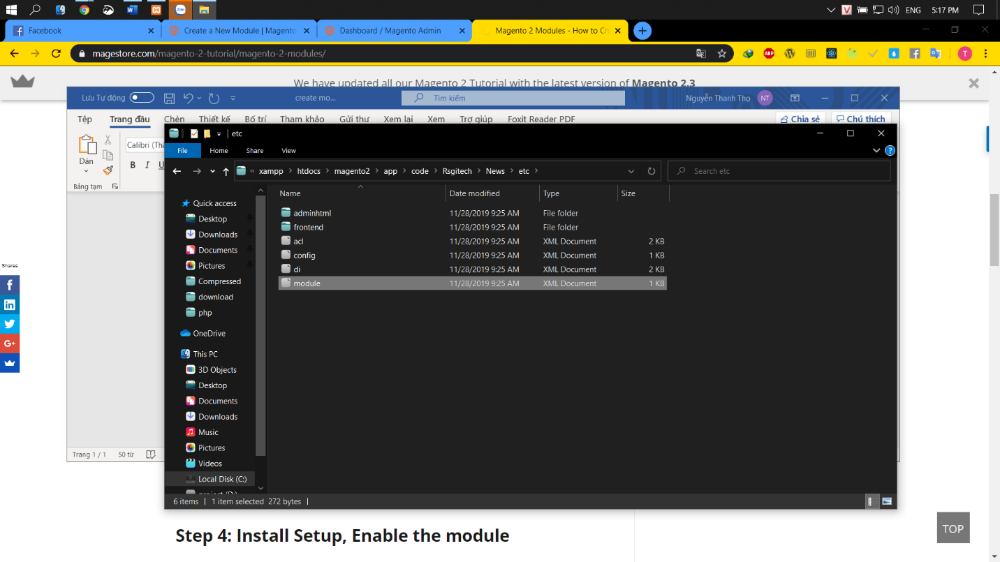 ENG 5:17 PM
Facebook
Create a New Module | Magento
Dashboard / Magento Admin
Magento 2 Modules - How to Cr
magestore.com/magento-2-tutorial/magento-2-modules/
We have updated all our Magento 2 Tutorial with the latest version of Magento 2.3
Lưu Tự động
create mo...
Tìm kiếm
Nguyễn Thanh Thọ NT
Tệp Trang đầu Chèn Thiết kế Bố trí Tham khảo Gửi thư Xem lại Xem Trợ giúp Foxit Reader PDF Chia sẻ Chú thích
Dán
Calibri (Thâ
B I U
Bảng tạm
etc
File Home Share View
« xampp › htdocs › magento2 › app › code › Rsgitech › News › etc ›
Search etc
Name Date modified Type Size
adminhtml 11/28/2019 9:25 AM File folder
frontend 11/28/2019 9:25 AM File folder
acl 11/28/2019 9:25 AM XML Document 2 KB
config 11/28/2019 9:25 AM XML Document 1 KB
di 11/28/2019 9:25 AM XML Document 2 KB
module 11/28/2019 9:25 AM XML Document 1 KB
Quick access
Desktop
Downloads
Documents
Pictures
Compressed
download
php
OneDrive
This PC
3D Objects
Desktop
Documents
Downloads
Music
Pictures
Videos
Local Disk (C:)
project (D:)
6 items | 1 item selected 272 bytes |
Shares
Trang 1 / 1 50 từ
Step 4: Install Setup, Enable the module
TOP